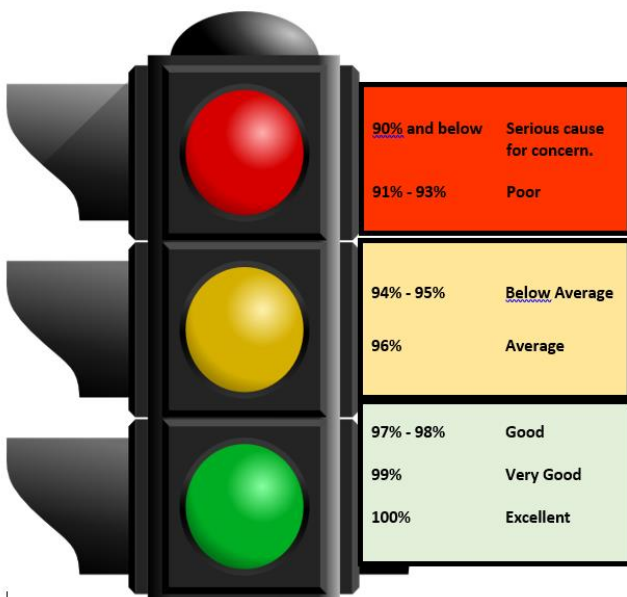 90% and below Serious cause
for concern.
91% - 93% Poor
94% - 95% Below Average
96% Average
97% - 98% Good
99% Very Good
100% Excellent